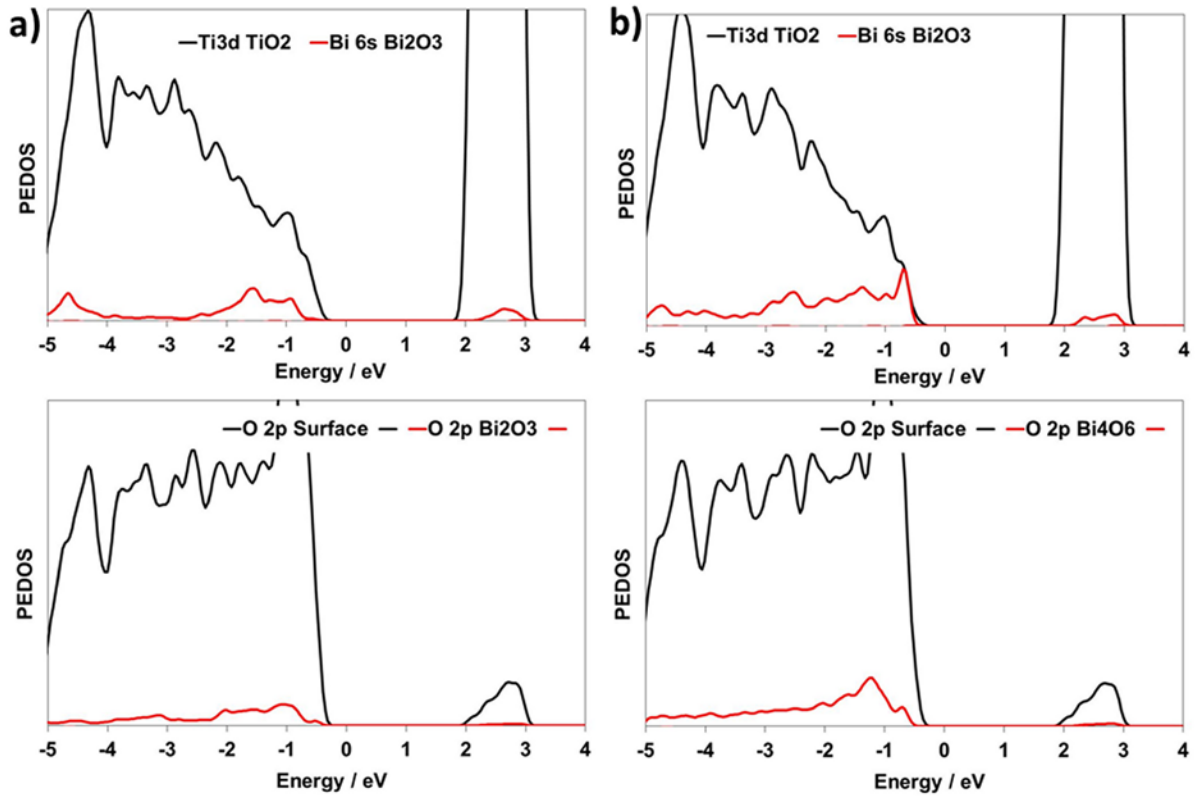 a)
Ti3d TiO2 Bi 6s Bi2O3
PEDOS
-5 -4 -3 -2 -1 0 1 2 3 4
Energy / eV
O 2p Surface O 2p Bi2O3
PEDOS
-5 -4 -3 -2 -1 0 1 2 3 4
Energy / eV
b)
Ti3d TiO2 Bi 6s Bi2O3
PEDOS
-5 -4 -3 -2 -1 0 1 2 3 4
Energy / eV
O 2p Surface O 2p Bi4O6
PEDOS
-5 -4 -3 -2 -1 0 1 2 3 4
Energy / eV